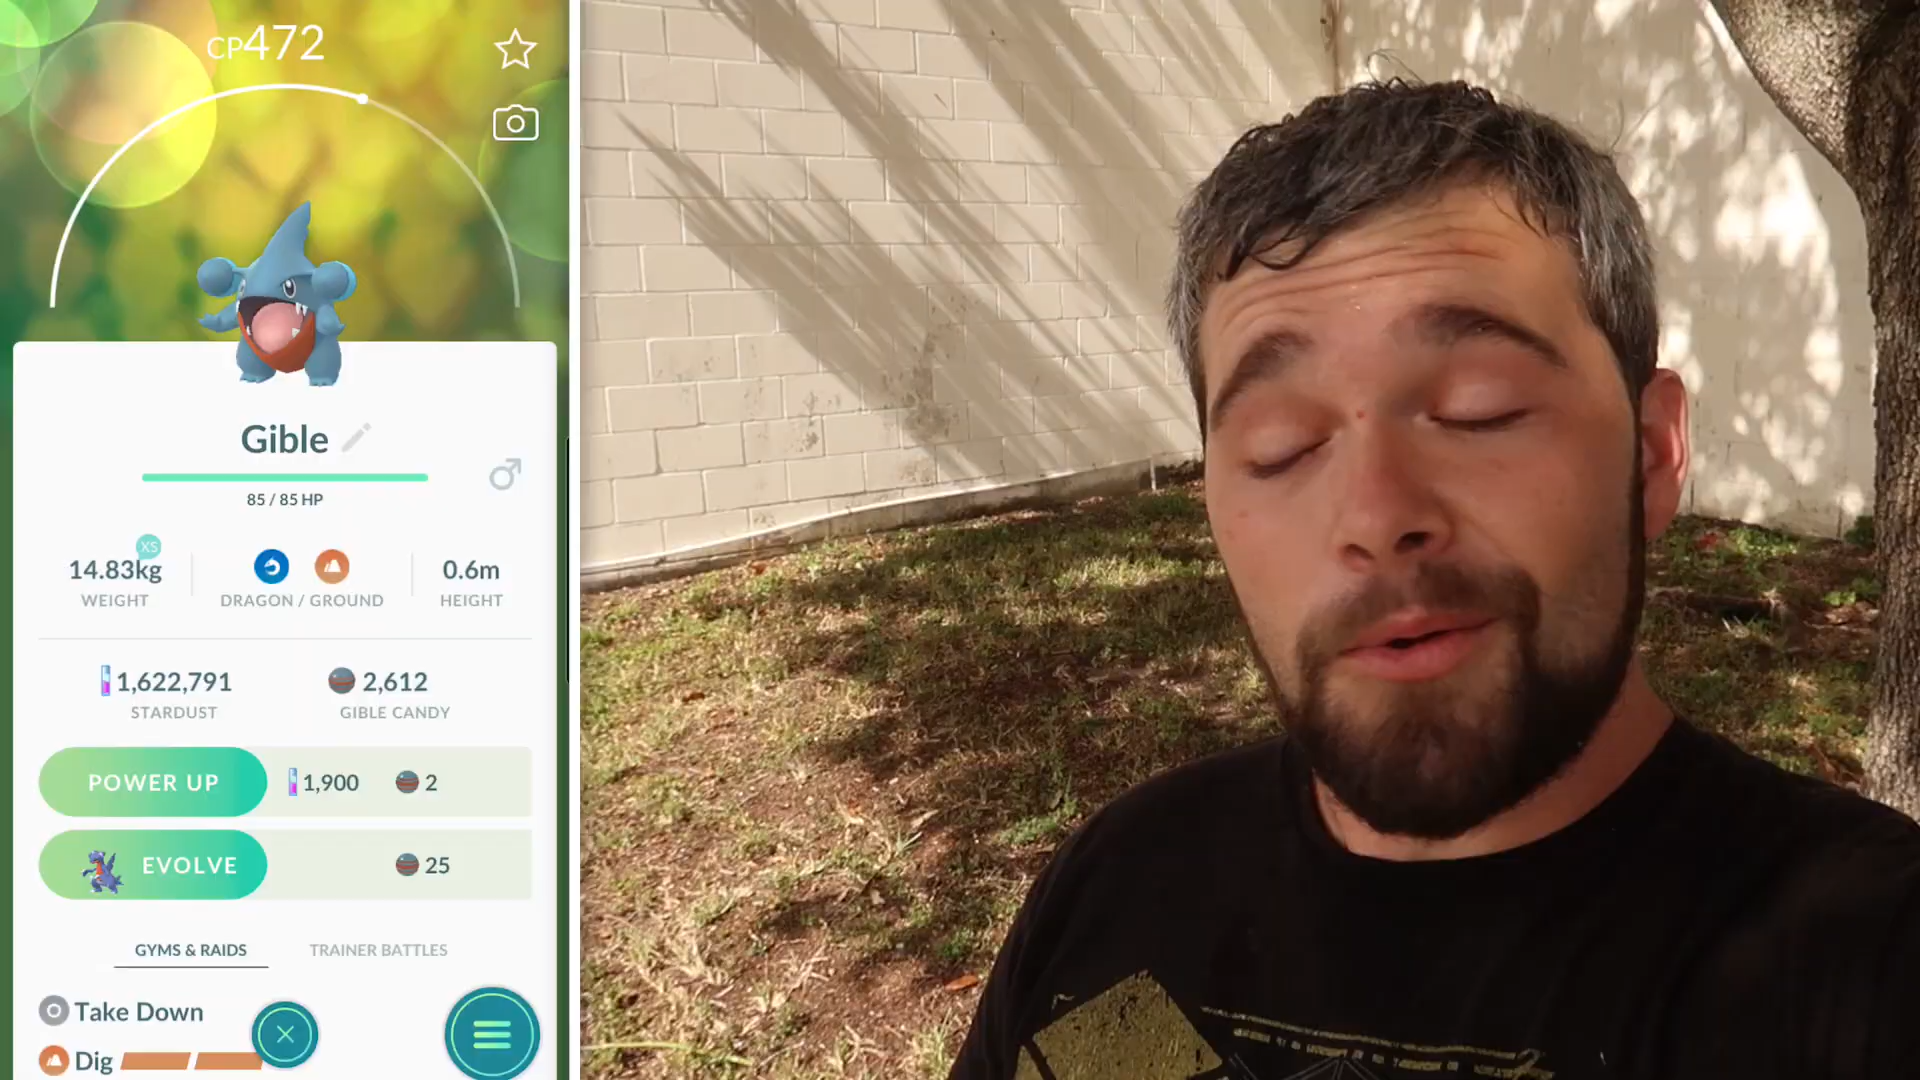 CP472
Gible
85 / 85 HP
XS
14.83kg
WEIGHT
DRAGON / GROUND
0.6m
HEIGHT
1,622,791
STARDUST
2,612
GIBLE CANDY
POWER UP
1,900
2
EVOLVE
25
GYMS & RAIDS
TRAINER BATTLES
Take Down
Dig